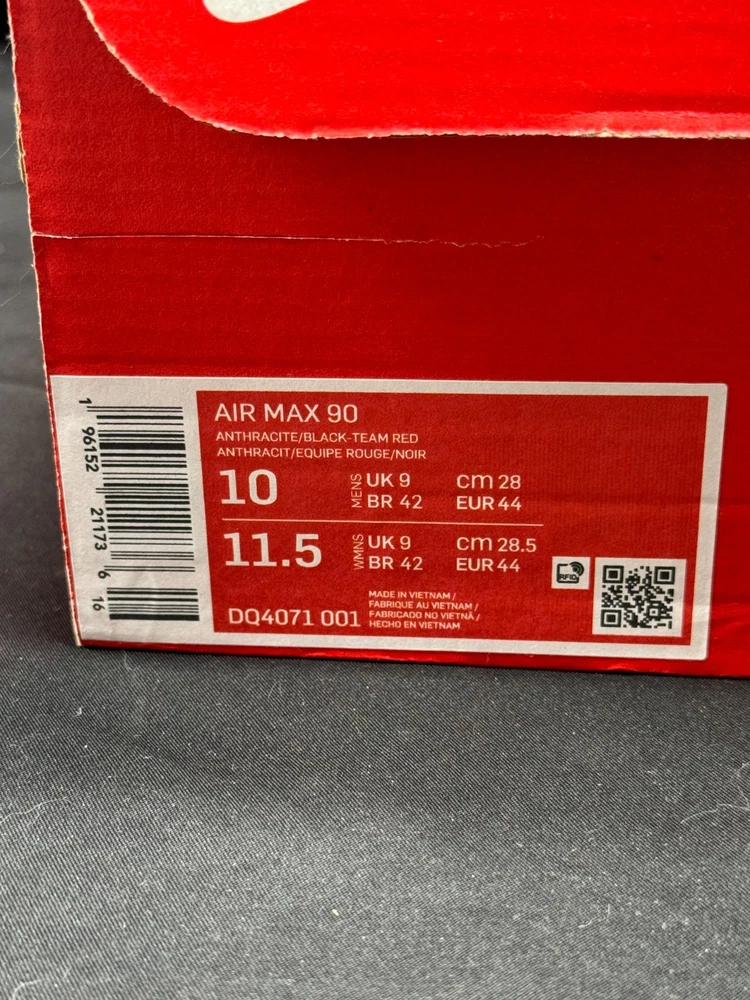 AIR MAX 90
ANTHRACITE/BLACK-TEAM RED
ANTHRACIT/EQUIPE ROUGE/NOIR
10 MENS UK 9 cm 28
BR 42 EUR 44
11.5 WMNS UK 9 cm 28.5
BR 42 EUR 44
DQ4071 001
MADE IN VIETNAM /
FABRIQUE AU VIETNAM /
FABRICADO NO VIETNÃ /
HECHO EN VIETNAM
RFID
1 96152 21173 6 16